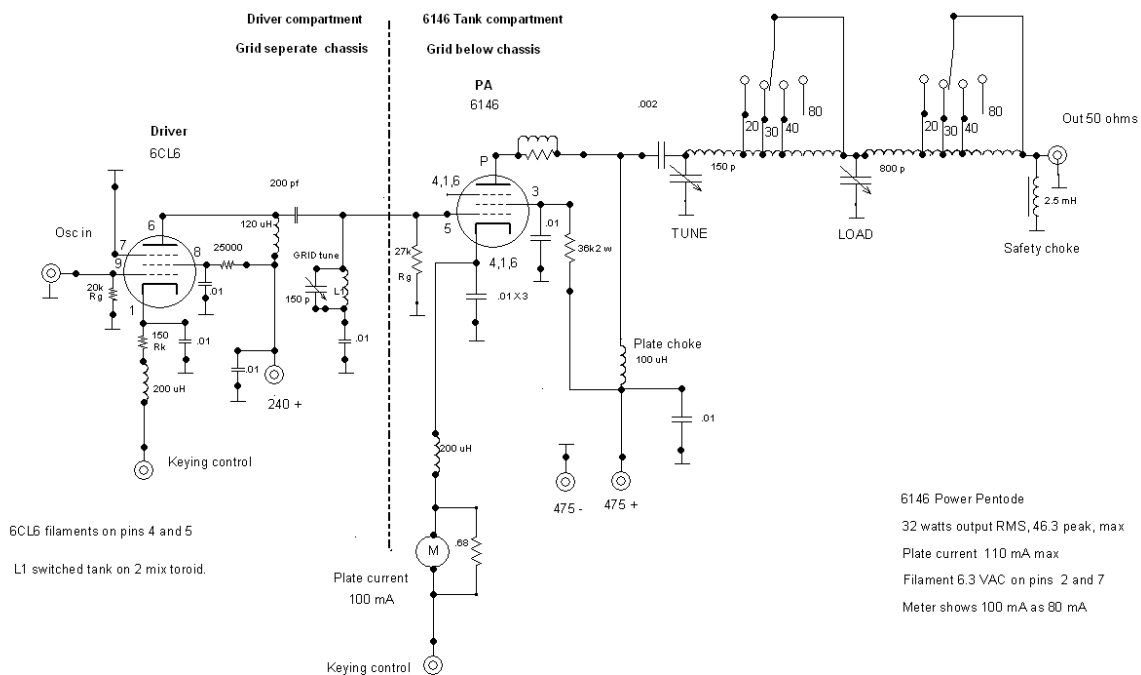 Driver compartment
Grid seperate chassis
6146 Tank compartment
Grid below chassis
PA
6146
Driver
6CL6
.002
20
30
40
80
20
30
40
80
Out 50 ohms
150 p
800 p
TUNE
LOAD
2.5 mH
Safety choke
P
4,1,6
3
5
4,1,6
.01
36k2 w
27k
Rg
.01 X3
200 pf
120 uH
25000
GRID tune
150 p
L1
.01
Osc in
6
7
8
9
1
20k
Rg
.01
150
Rk
.01
200 uH
.01
240 +
Keying control
Plate choke
100 uH
.01
200 uH
475 -
475 +
.68
M
Plate current
100 mA
Keying control
6CL6 filaments on pins 4 and 5
L1 switched tank on 2 mix toroid.
6146 Power Pentode
32 watts output RMS, 46.3 peak, max
Plate current 110 mA max
Filament 6.3 VAC on pins 2 and 7
Meter shows 100 mA as 80 mA